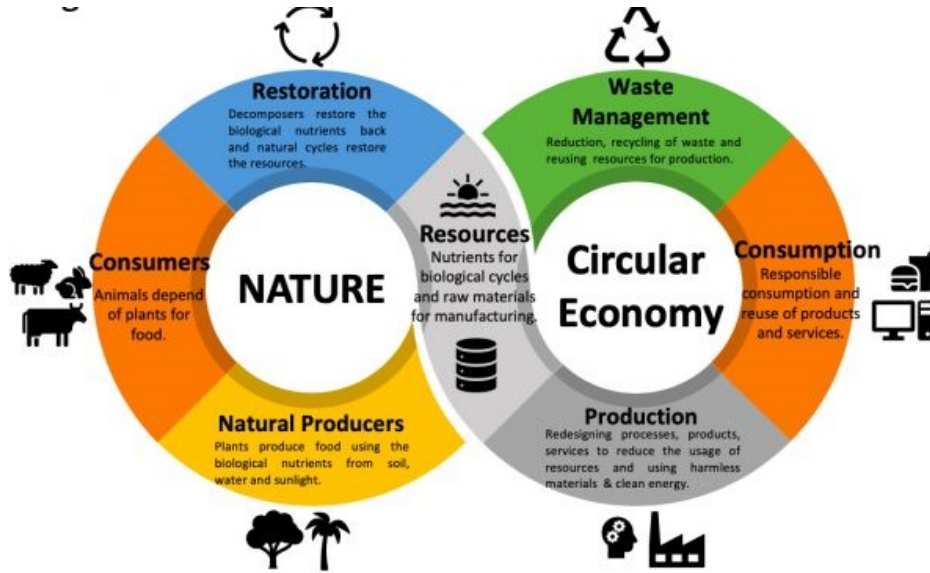 Restoration
Decomposers restore the
biological nutrients back
and natural cycles restore
the resources.
Consumers
Animals depend
of plants for
food.
NATURE
Natural Producers
Plants produce food using the
biological nutrients from soil,
water and sunlight.
Resources
Nutrients for
biological cycles
and raw materials
for manufacturing.
Waste
Management
Reduction, recycling of waste and
reusing resources for production.
Circular
Economy
Consumption
Responsible
consumption and
reuse of products
and services.
Production
Redesigning processes, products,
services to reduce the usage of
resources and using harmless
materials & clean energy.